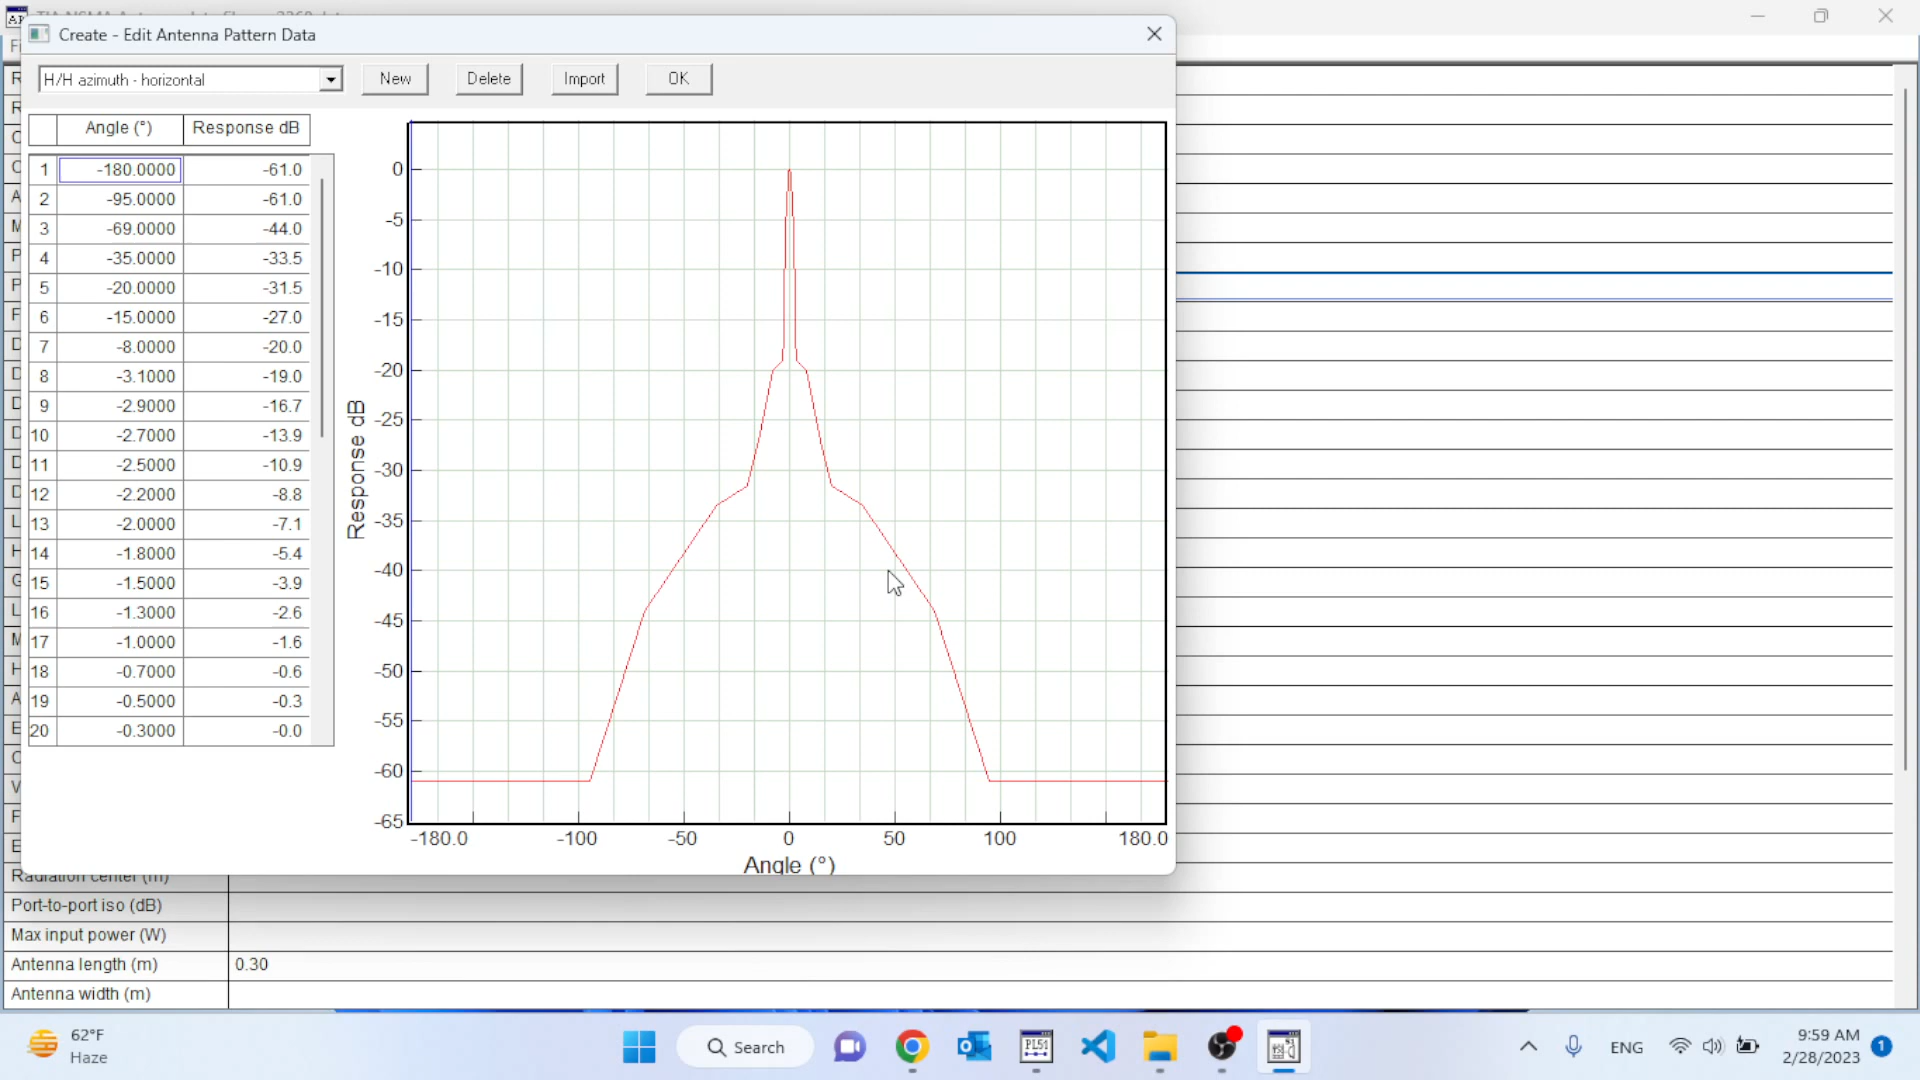 Create - Edit Antenna Pattern Data
H/H azimuth - horizontal
New
Delete
Import
OK
Angle (°) Response dB
1 -180.0000 -61.0
2 -95.0000 -61.0
3 -69.0000 -44.0
4 -35.0000 -33.5
5 -20.0000 -31.5
6 -15.0000 -27.0
7 -8.0000 -20.0
8 -3.1000 -19.0
9 -2.9000 -16.7
10 -2.7000 -13.9
11 -2.5000 -10.9
12 -2.2000 -8.8
13 -2.0000 -7.1
14 -1.8000 -5.4
15 -1.5000 -3.9
16 -1.3000 -2.6
17 -1.0000 -1.6
18 -0.7000 -0.6
19 -0.5000 -0.3
20 -0.3000 -0.0
Response dB
0
-5
-10
-15
-20
-25
-30
-35
-40
-45
-50
-55
-60
-65
-180.0 -100 -50 0 50 100 180.0
Angle (°)
Radiation center (m)
Port-to-port iso (dB)
Max input power (W)
Antenna length (m) 0.30
Antenna width (m)
62°F
Haze
Search
PL51
ENG
9:59 AM
2/28/2023
1